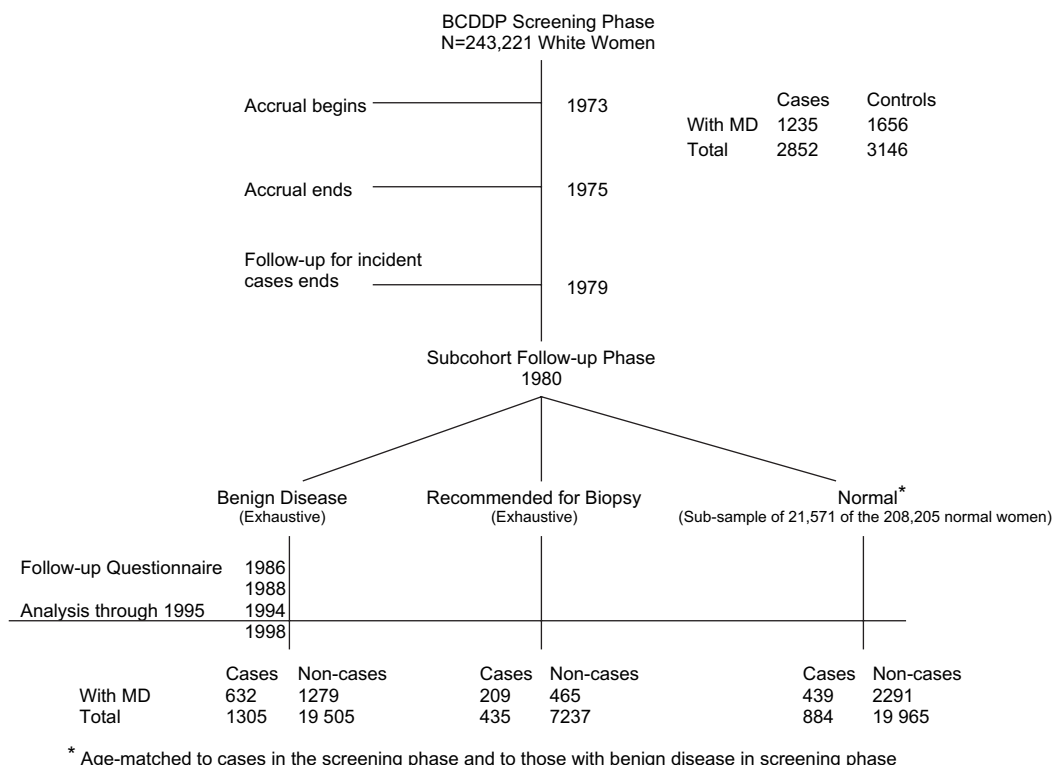 BCDDP Screening Phase
N=243,221 White Women
Accrual begins 1973
Cases Controls
With MD 1235 1656
Total 2852 3146
Accrual ends 1975
Follow-up for incident
cases ends 1979
Subcohort Follow-up Phase
1980
Benign Disease Recommended for Biopsy Normal*
(Exhaustive) (Exhaustive) (Sub-sample of 21,571 of the 208,205 normal women)
Follow-up Questionnaire 1986
1988
Analysis through 1995 1994
1998
Cases Non-cases Cases Non-cases Cases Non-cases
With MD 632 1279 209 465 439 2291
Total 1305 19 505 435 7237 884 19 965
* Age-matched to cases in the screening phase and to those with benign disease in screening phase